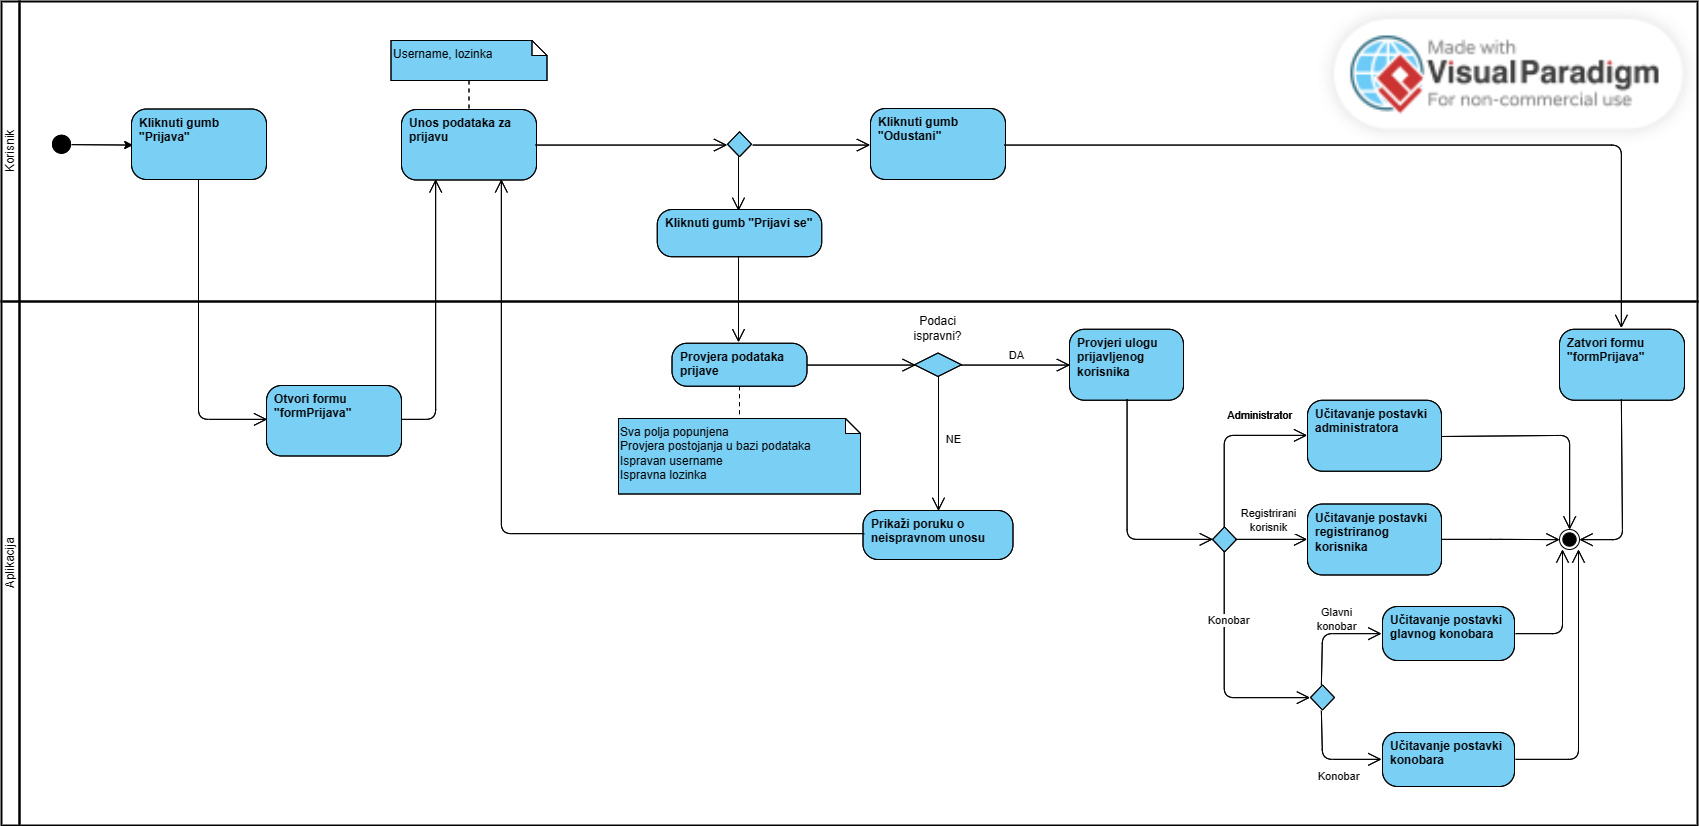 Made with
Visual Paradigm
For non-commercial use
Korisnik
Username, lozinka
Kliknuti gumb
"Prijava"
Unos podataka za
prijavu
Kliknuti gumb
"Odustani"
Kliknuti gumb "Prijavi se"
Aplikacija
Otvori formu
"formPrijava"
Provjera podataka
prijave
Sva polja popunjena
Provjera postojanja u bazi podataka
Ispravan username
Ispravna lozinka
Podaci
ispravni?
DA
NE
Prikaži poruku o
neispravnom unosu
Provjeri ulogu
prijavljenog
korisnika
Zatvori formu
"formPrijava"
Administrator
Učitavanje postavki
administratora
Registrirani
korisnik
Učitavanje postavki
registriranog
korisnika
Konobar
Glavni
konobar
Učitavanje postavki
glavnog konobara
Konobar
Učitavanje postavki
konobara